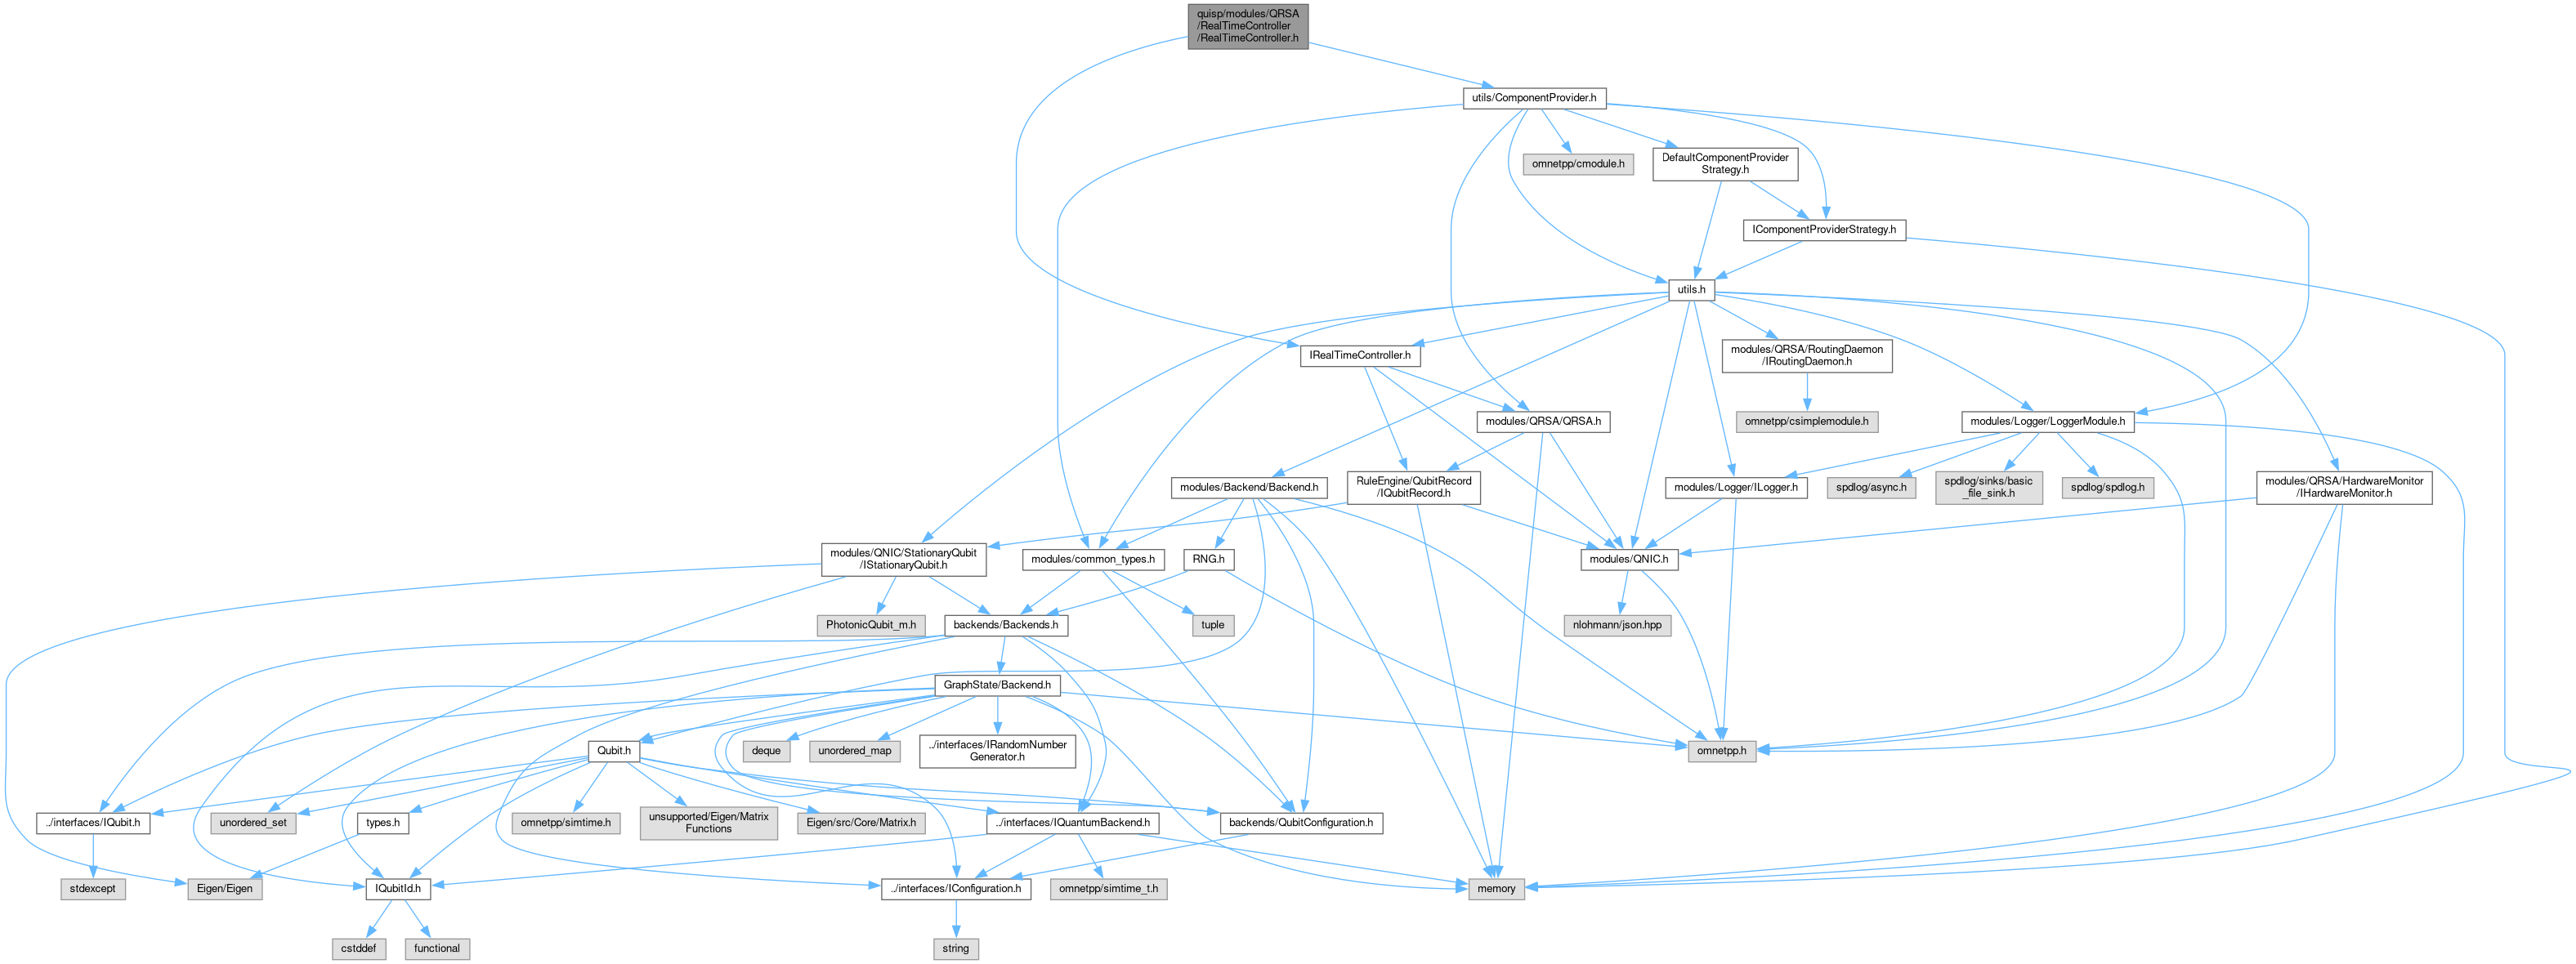 quisp/modules/QRSA
/RealTimeController
/RealTimeController.h
utils/ComponentProvider.h
omnetpp/cmodule.h
DefaultComponentProvider
Strategy.h
IComponentProviderStrategy.h
utils.h
IRealTimeController.h
modules/QRSA/RoutingDaemon
/IRoutingDaemon.h
modules/QRSA/QRSA.h
omnetpp/csimplemodule.h
modules/Logger/LoggerModule.h
modules/Backend/Backend.h
RuleEngine/QubitRecord
/IQubitRecord.h
modules/Logger/ILogger.h
spdlog/async.h
spdlog/sinks/basic
_file_sink.h
spdlog/spdlog.h
modules/QRSA/HardwareMonitor
/IHardwareMonitor.h
modules/QNIC/StationaryQubit
/IStationaryQubit.h
modules/common_types.h
RNG.h
modules/QNIC.h
PhotonicQubit_m.h
backends/Backends.h
tuple
nlohmann/json.hpp
GraphState/Backend.h
Qubit.h
deque
unordered_map
../interfaces/IRandomNumber
Generator.h
omnetpp.h
../interfaces/IQubit.h
unordered_set
types.h
omnetpp/simtime.h
unsupported/Eigen/Matrix
Functions
Eigen/src/Core/Matrix.h
../interfaces/IQuantumBackend.h
backends/QubitConfiguration.h
stdexcept
Eigen/Eigen
IQubitId.h
../interfaces/IConfiguration.h
omnetpp/simtime_t.h
memory
cstddef
functional
string